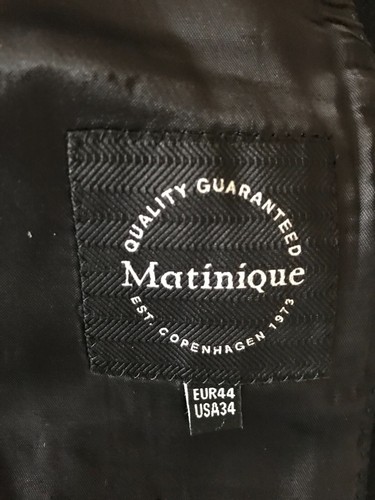 QUALITY GUARANTEED
Matinique
EST. COPENHAGEN 1973
EUR44
USA34